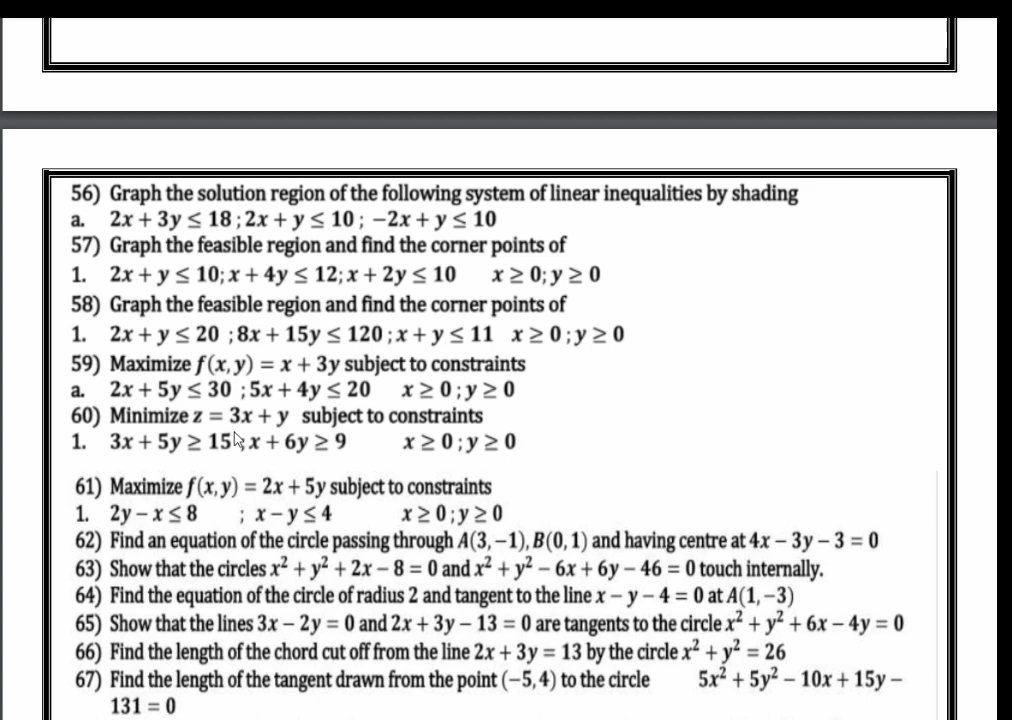 56) Graph the solution region of the following system of linear inequalities by shading
a. 2x + 3y ≤ 18 ; 2x + y ≤ 10 ; −2x + y ≤ 10
57) Graph the feasible region and find the corner points of
1. 2x + y ≤ 10; x + 4y ≤ 12; x + 2y ≤ 10 x ≥ 0; y ≥ 0
58) Graph the feasible region and find the corner points of
1. 2x + y ≤ 20 ; 8x + 15y ≤ 120 ; x + y ≤ 11 x ≥ 0 ; y ≥ 0
59) Maximize f(x, y) = x + 3y subject to constraints
a. 2x + 5y ≤ 30 ; 5x + 4y ≤ 20 x ≥ 0 ; y ≥ 0
60) Minimize z = 3x + y subject to constraints
1. 3x + 5y ≥ 15; x + 6y ≥ 9 x ≥ 0 ; y ≥ 0
61) Maximize f(x, y) = 2x + 5y subject to constraints
1. 2y − x ≤ 8 ; x − y ≤ 4 x ≥ 0 ; y ≥ 0
62) Find an equation of the circle passing through A(3, −1), B(0, 1) and having centre at 4x − 3y − 3 = 0
63) Show that the circles x² + y² + 2x − 8 = 0 and x² + y² − 6x + 6y − 46 = 0 touch internally.
64) Find the equation of the circle of radius 2 and tangent to the line x − y − 4 = 0 at A(1, −3)
65) Show that the lines 3x − 2y = 0 and 2x + 3y − 13 = 0 are tangents to the circle x² + y² + 6x − 4y = 0
66) Find the length of the chord cut off from the line 2x + 3y = 13 by the circle x² + y² = 26
67) Find the length of the tangent drawn from the point (−5, 4) to the circle 5x² + 5y² − 10x + 15y −
131 = 0